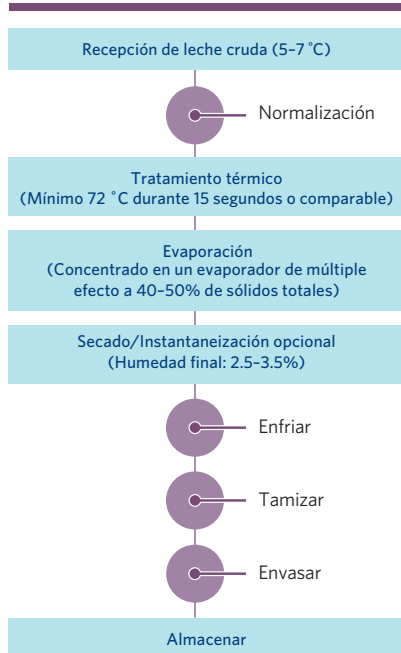 Recepción de leche cruda (5–7 ˚C)
Normalización
Tratamiento térmico
(Mínimo 72 ˚C durante 15 segundos o comparable)
Evaporación
(Concentrado en un evaporador de múltiple
efecto a 40–50% de sólidos totales)
Secado/Instantaneización opcional
(Humedad final: 2.5–3.5%)
Enfriar
Tamizar
Envasar
Almacenar